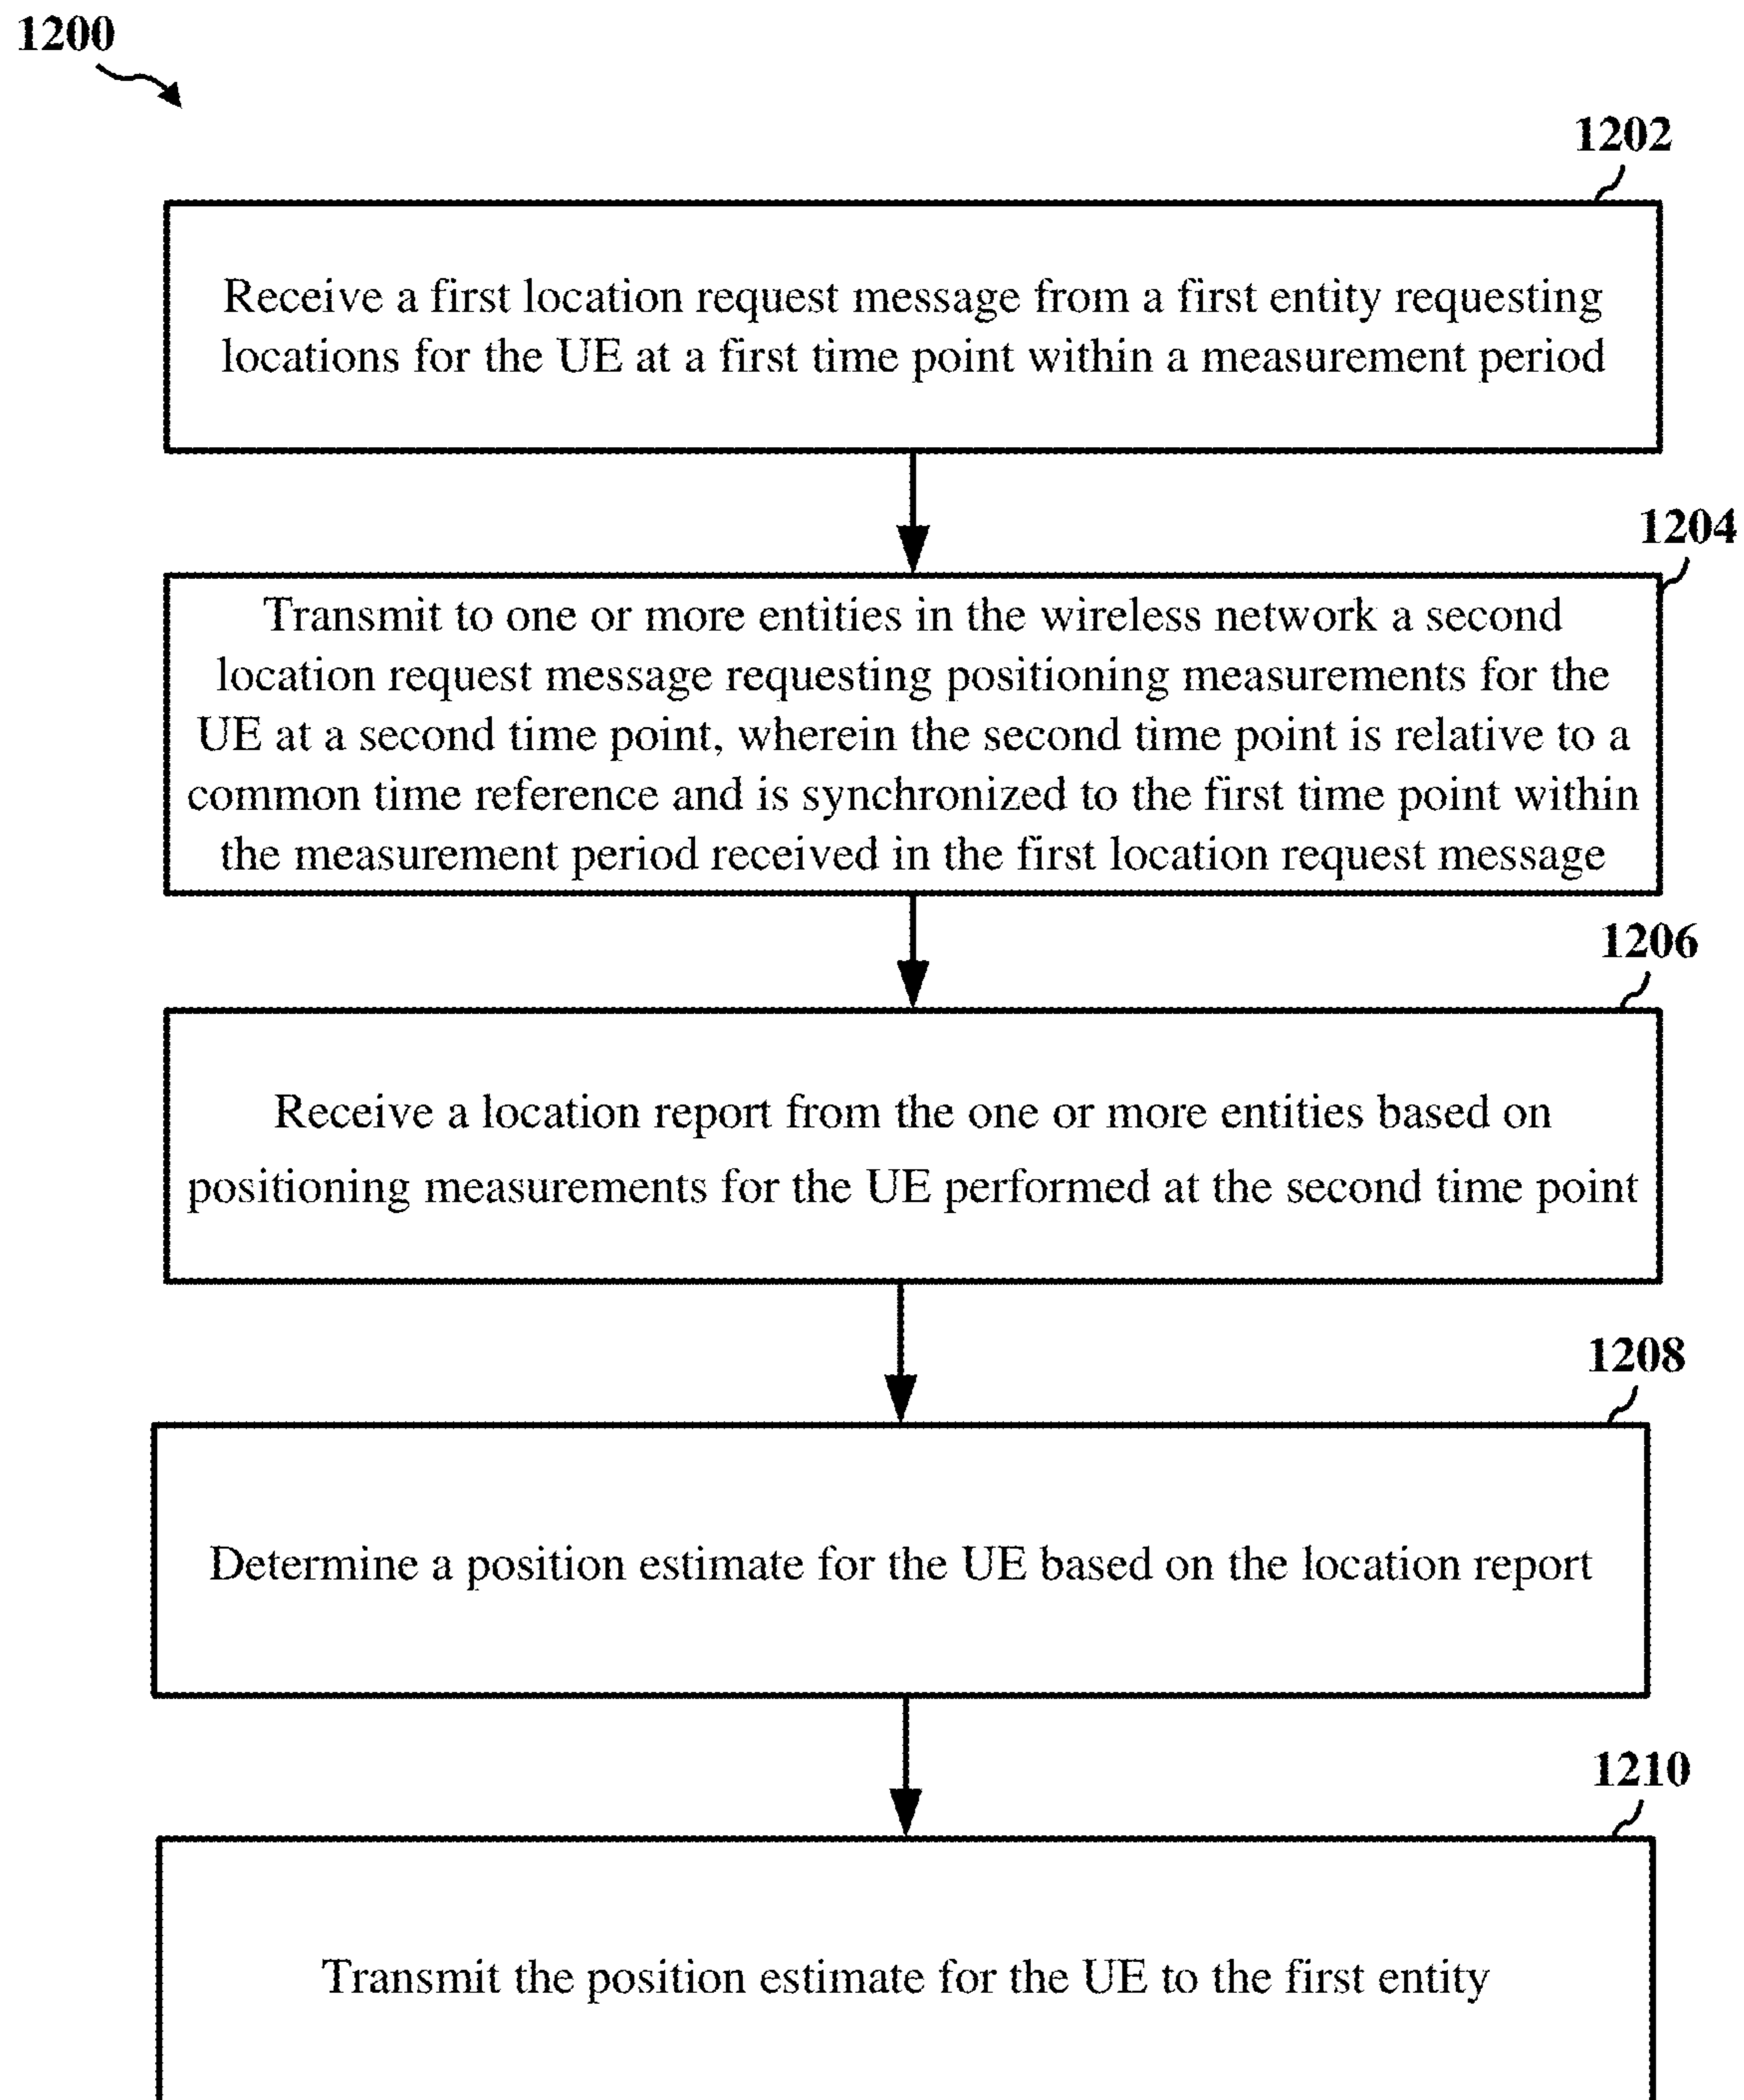 1200
1202
Receive a first location request message from a first entity requesting
locations for the UE at a first time point within a measurement period
1204
Transmit to one or more entities in the wireless network a second
location request message requesting positioning measurements for the
UE at a second time point, wherein the second time point is relative to a
common time reference and is synchronized to the first time point within
the measurement period received in the first location request message
1206
Receive a location report from the one or more entities based on
positioning measurements for the UE performed at the second time point
1208
Determine a position estimate for the UE based on the location report
1210
Transmit the position estimate for the UE to the first entity